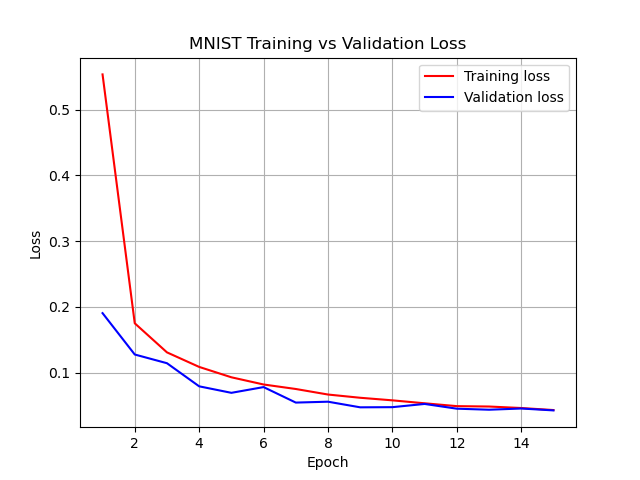 MNIST Training vs Validation Loss
Training loss
Validation loss
Loss
0.5
0.4
0.3
0.2
0.1
2 4 6 8 10 12 14
Epoch